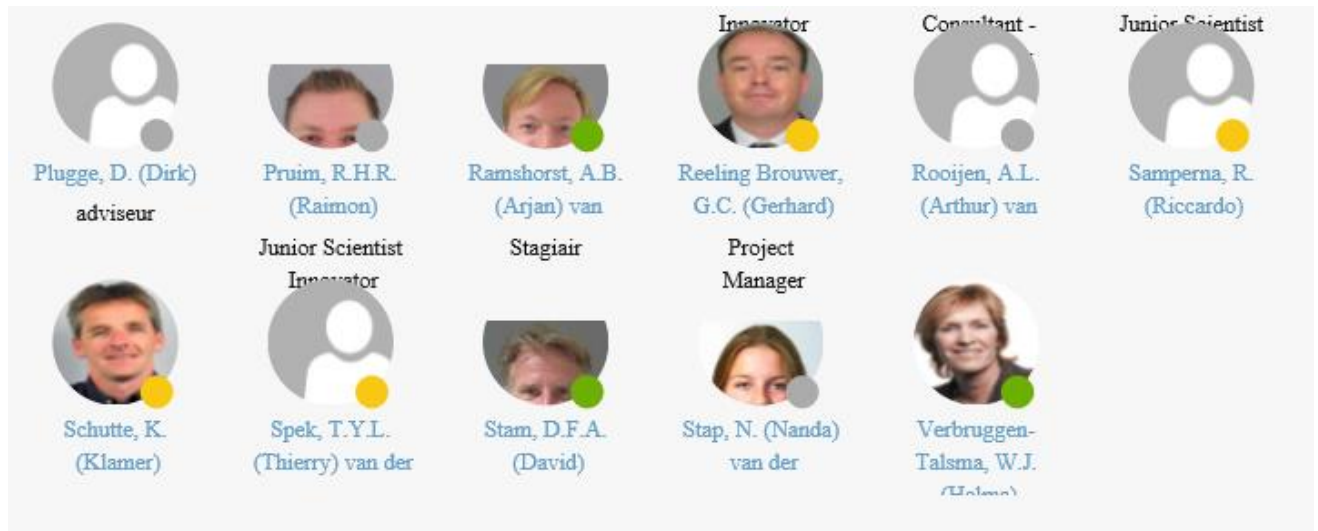 Innovator
Consultant -
Junior Scientist
Plugge, D. (Dirk)
adviseur
Pruim, R.H.R.
(Raimon)
Ramshorst, A.B.
(Arjan) van
Reeling Brouwer,
G.C. (Gerhard)
Rooijen, A.L.
(Arthur) van
Samperna, R.
(Riccardo)
Junior Scientist
Innovator
Stagiair
Project
Manager
Schutte, K.
(Klamer)
Spek, T.Y.L.
(Thierry) van der
Stam, D.F.A.
(David)
Stap, N. (Nanda)
van der
Verbruggen-
Talsma, W.J.